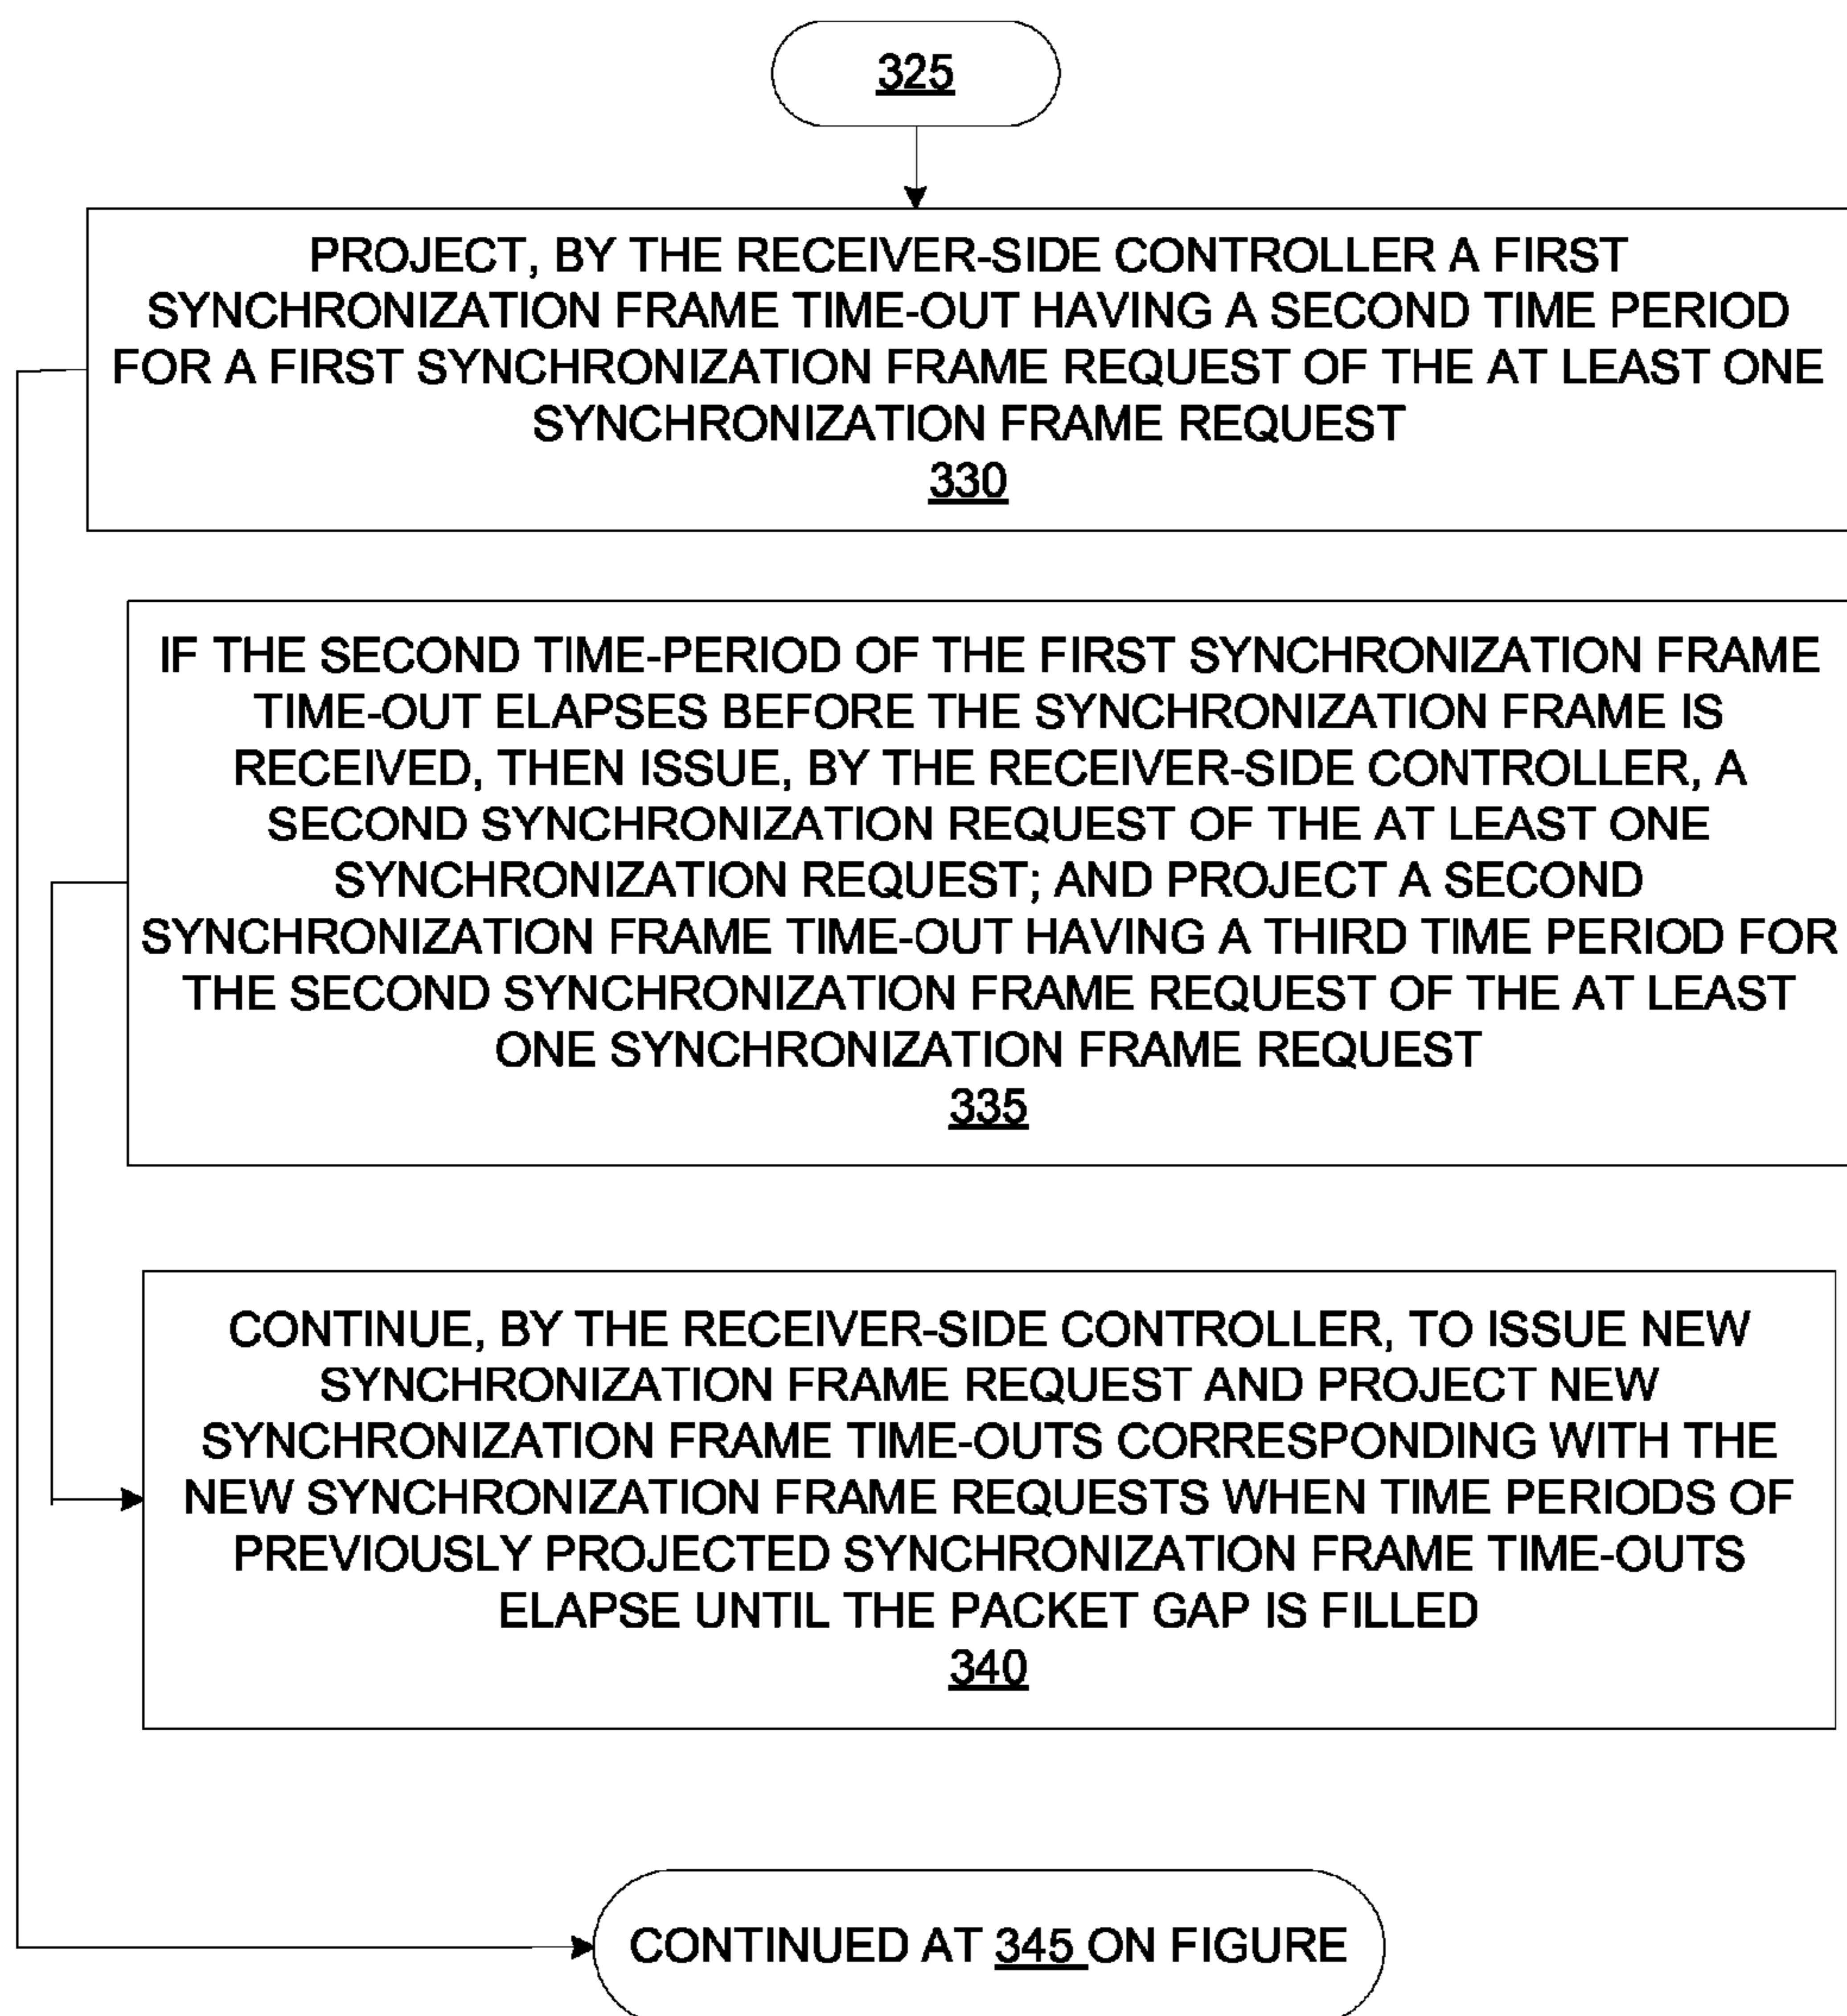 325
PROJECT, BY THE RECEIVER-SIDE CONTROLLER A FIRST
SYNCHRONIZATION FRAME TIME-OUT HAVING A SECOND TIME PERIOD
FOR A FIRST SYNCHRONIZATION FRAME REQUEST OF THE AT LEAST ONE
SYNCHRONIZATION FRAME REQUEST
330
IF THE SECOND TIME-PERIOD OF THE FIRST SYNCHRONIZATION FRAME
TIME-OUT ELAPSES BEFORE THE SYNCHRONIZATION FRAME IS
RECEIVED, THEN ISSUE, BY THE RECEIVER-SIDE CONTROLLER, A
SECOND SYNCHRONIZATION REQUEST OF THE AT LEAST ONE
SYNCHRONIZATION REQUEST; AND PROJECT A SECOND
SYNCHRONIZATION FRAME TIME-OUT HAVING A THIRD TIME PERIOD FOR
THE SECOND SYNCHRONIZATION FRAME REQUEST OF THE AT LEAST
ONE SYNCHRONIZATION FRAME REQUEST
335
CONTINUE, BY THE RECEIVER-SIDE CONTROLLER, TO ISSUE NEW
SYNCHRONIZATION FRAME REQUEST AND PROJECT NEW
SYNCHRONIZATION FRAME TIME-OUTS CORRESPONDING WITH THE
NEW SYNCHRONIZATION FRAME REQUESTS WHEN TIME PERIODS OF
PREVIOUSLY PROJECTED SYNCHRONIZATION FRAME TIME-OUTS
ELAPSE UNTIL THE PACKET GAP IS FILLED
340
CONTINUED AT 345 ON FIGURE